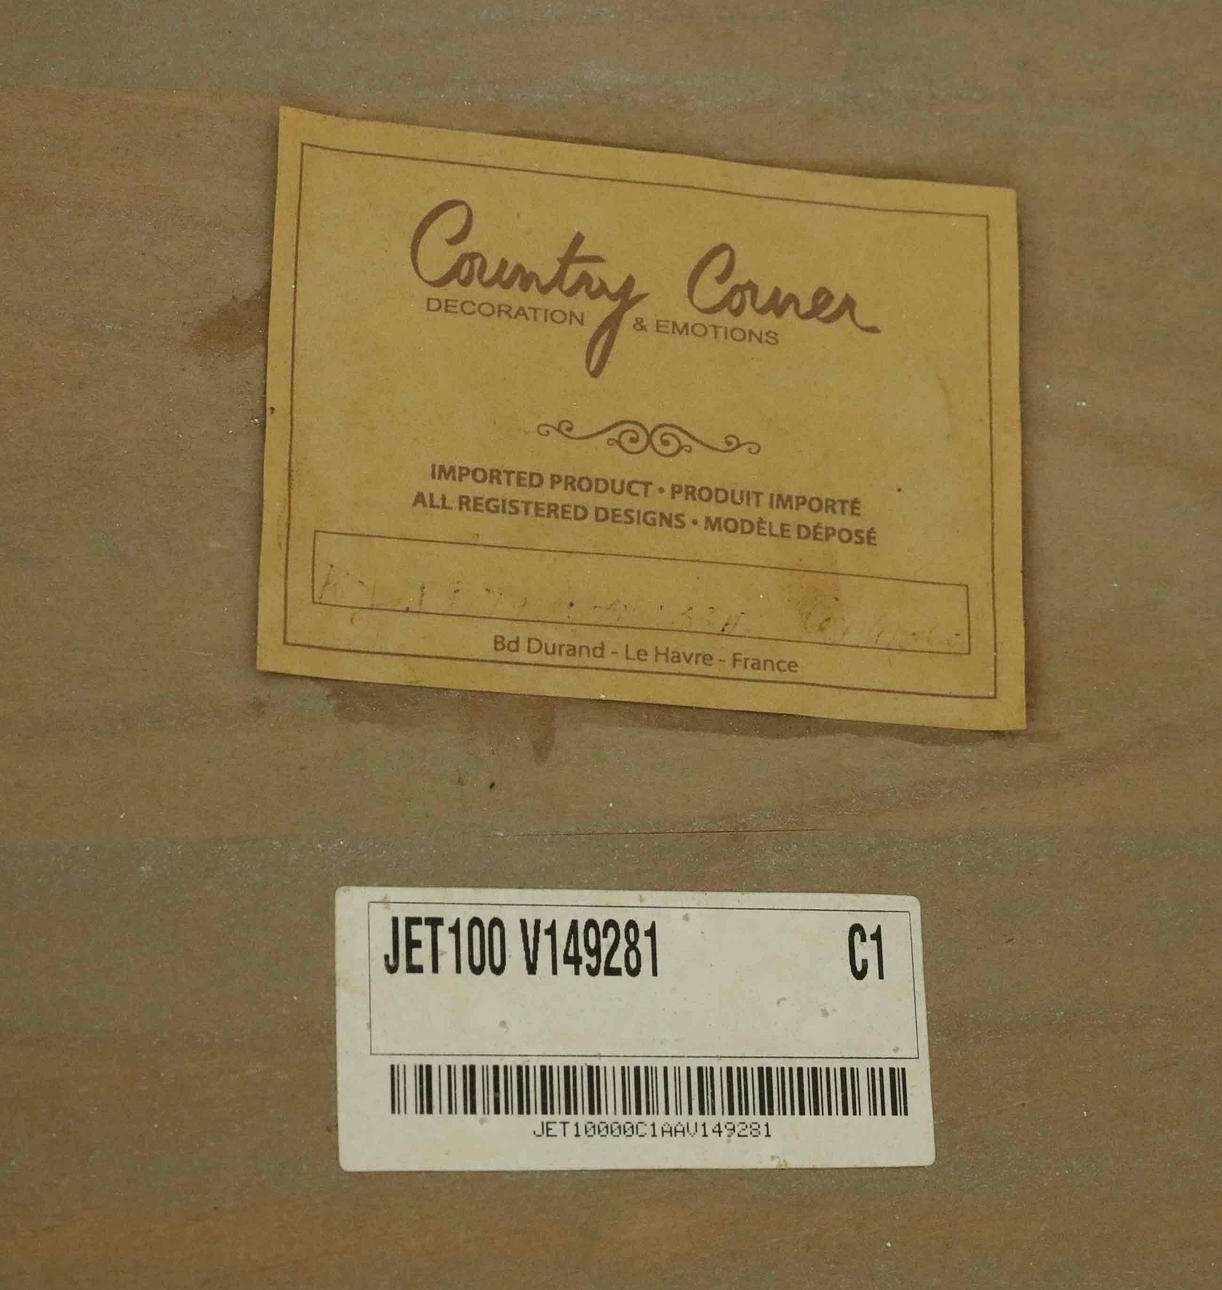 Country Corner
DECORATION & EMOTIONS
IMPORTED PRODUCT • PRODUIT IMPORTÉ
ALL REGISTERED DESIGNS • MODÈLE DÉPOSÉ
Bd Durand - Le Havre - France
JET100 V149281 C1
JET10000C1AAV149281